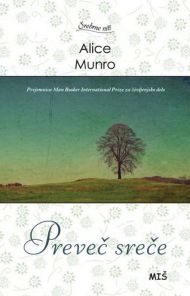 Srebrne niti
Alice
Munro
Prejemnica Man Booker International Prize za življenjsko delo
Preveč sreče
MIŠ